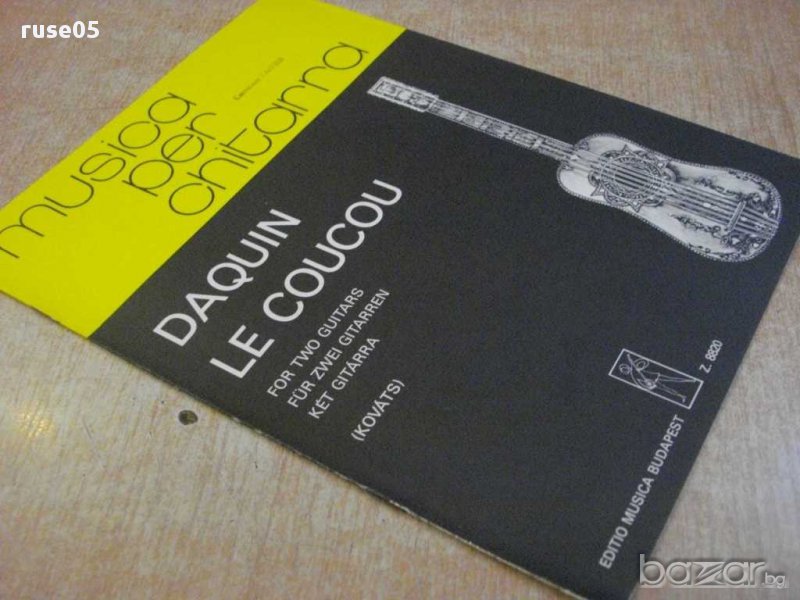 ruse05
musica
per
chitarra
DAQUIN
LE COUCOU
FOR TWO GUITARS
FÜR ZWEI GITARREN
KÉT GITÁRRA
(KOVÁTS)
Z. 8820
EDITIO MUSICA BUDAPEST
bazar.bg